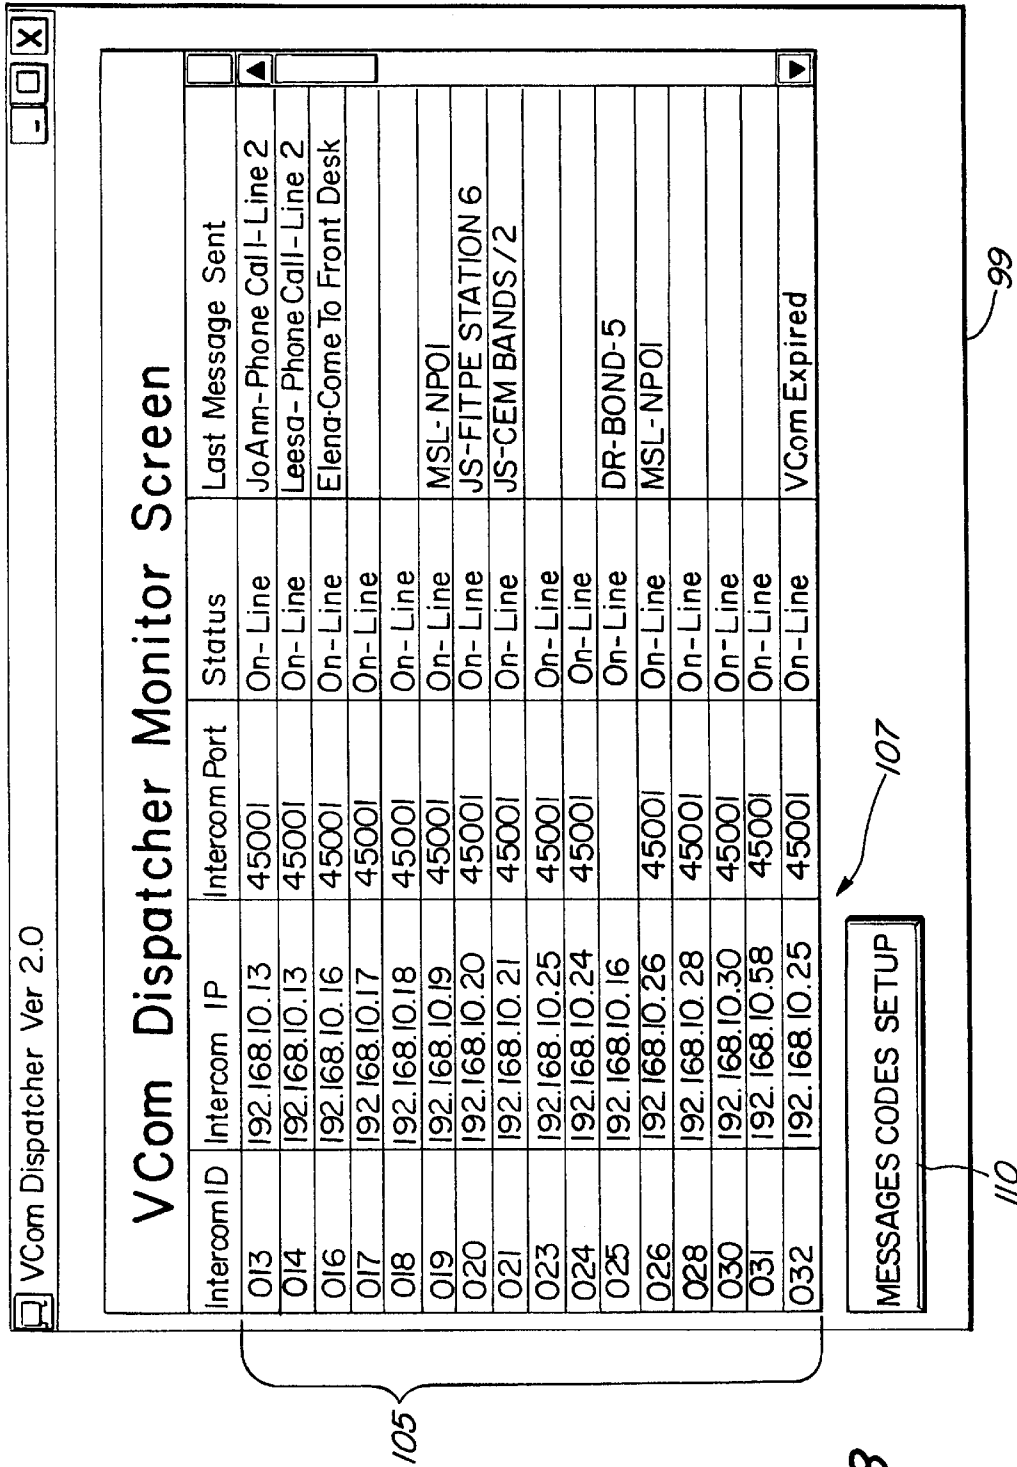 VCom Dispatcher Ver 2.0
VCom Dispatcher Monitor Screen
Intercom ID Intercom IP Intercom Port Status Last Message Sent
013 192.168.10.13 45001 On-Line JoAnn-Phone Call-Line 2
014 192.168.10.13 45001 On-Line Leesa-Phone Call-Line 2
016 192.168.10.16 45001 On-Line Elena-Come To Front Desk
017 192.168.10.17 45001 On-Line
018 192.168.10.18 45001 On-Line
019 192.168.10.19 45001 On-Line MSL-NP01
020 192.168.10.20 45001 On-Line JS-FITPE STATION 6
021 192.168.10.21 45001 On-Line JS-CEM BANDS/2
023 192.168.10.25 45001 On-Line
024 192.168.10.24 45001 On-Line
025 192.168.10.16 On-Line DR-BOND-5
026 192.168.10.26 45001 On-Line MSL-NP01
028 192.168.10.28 45001 On-Line
030 192.168.10.30 45001 On-Line
031 192.168.10.58 45001 On-Line
032 192.168.10.25 45001 On-Line VCom Expired
MESSAGES CODES SETUP
105
107
110
99